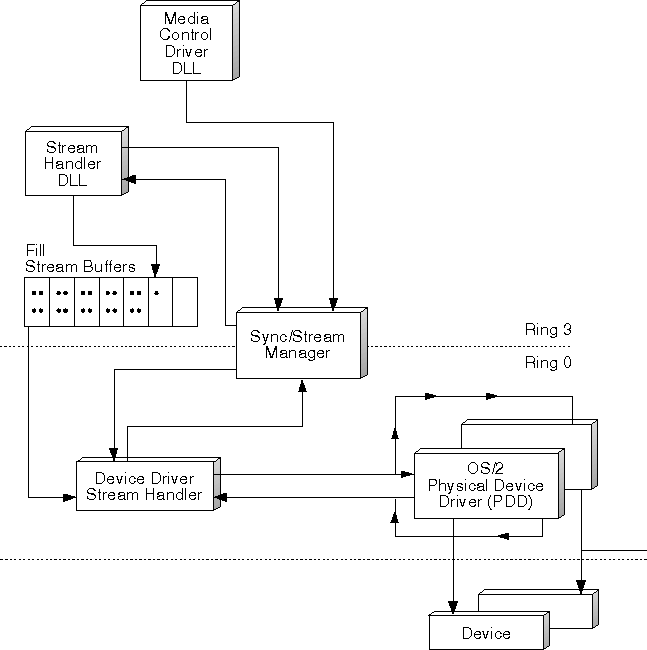 Media
Control
Driver
DLL
Stream
Handler
DLL
Fill
Stream Buffers
Sync/Stream
Manager
Ring 3
Ring 0
Device Driver
Stream Handler
OS/2
Physical Device
Driver (PDD)
Device